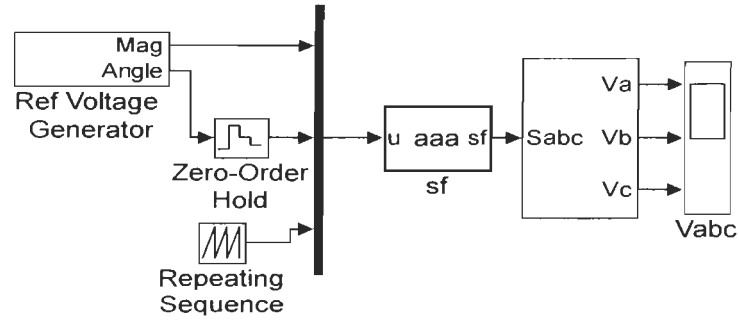 Mag
Angle
Ref Voltage
Generator
Zero-Order
Hold
Repeating
Sequence
u aaa sf
sf
Sabc
Va
Vb
Vc
Vabc